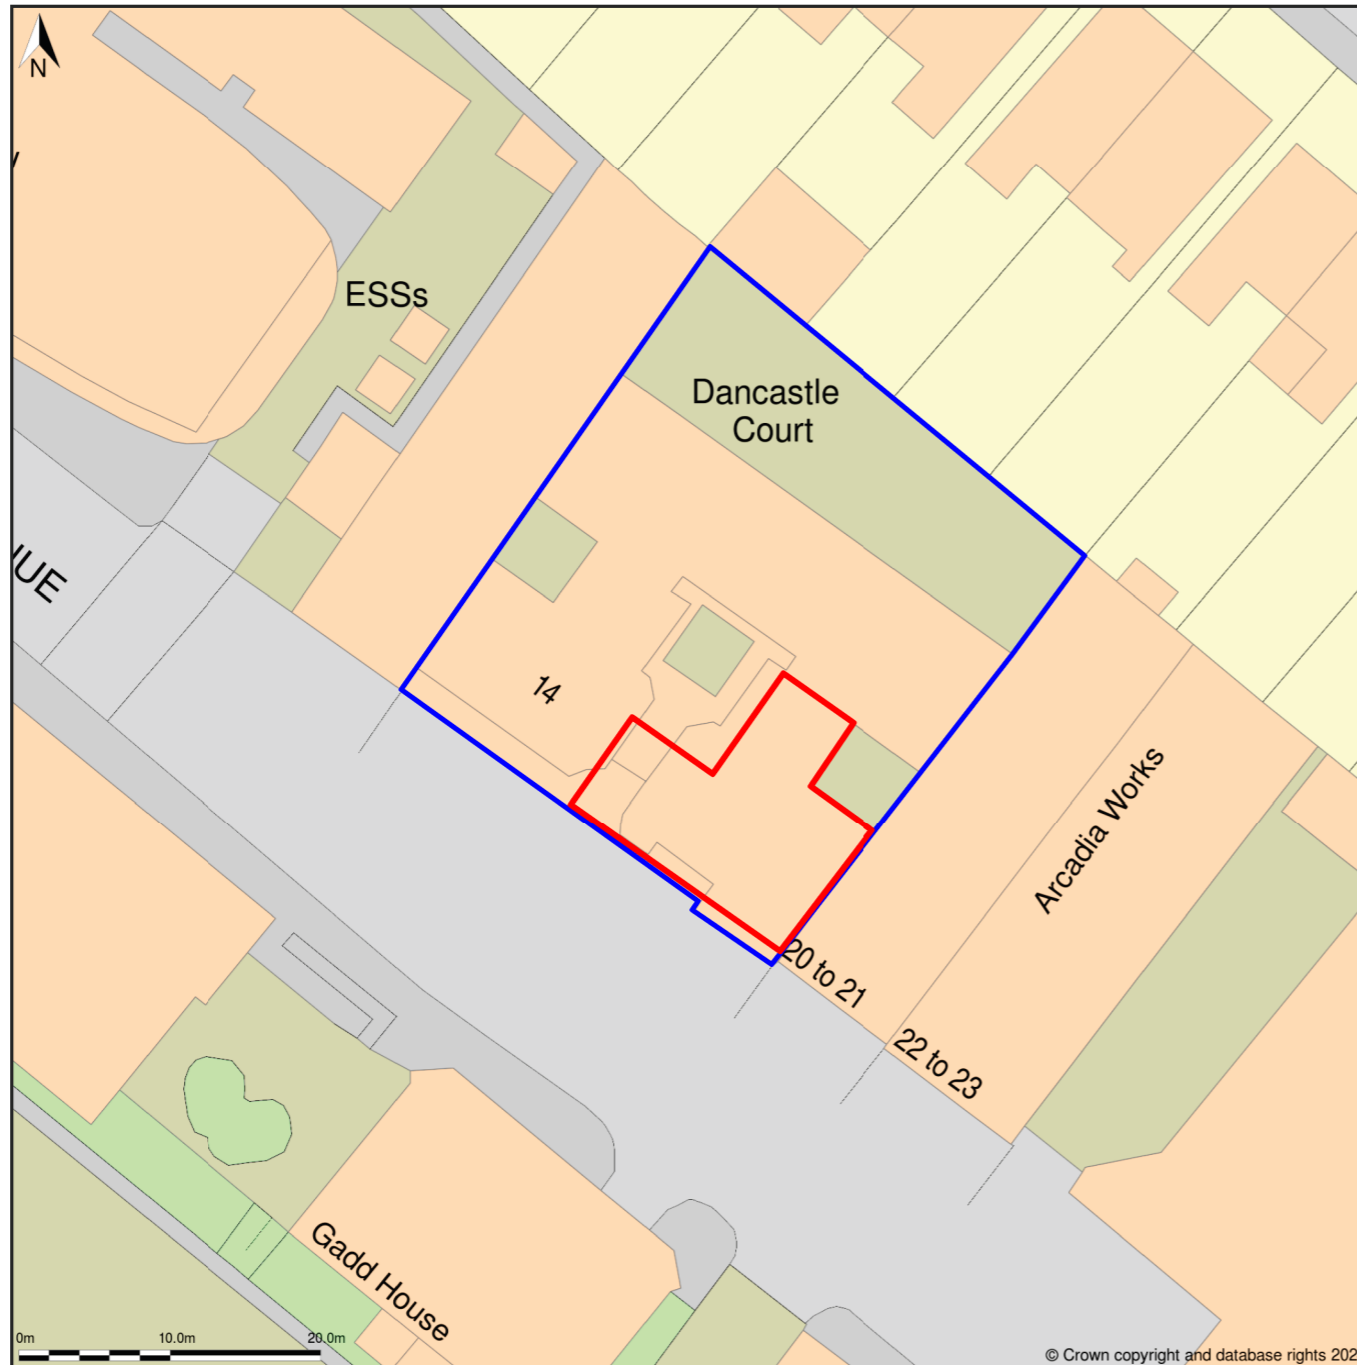 N
ESSs
Dancastle
Court
14
Arcadia Works
20 to 21
22 to 23
Gadd House
0m 10.0m 20.0m
© Crown copyright and database rights 202